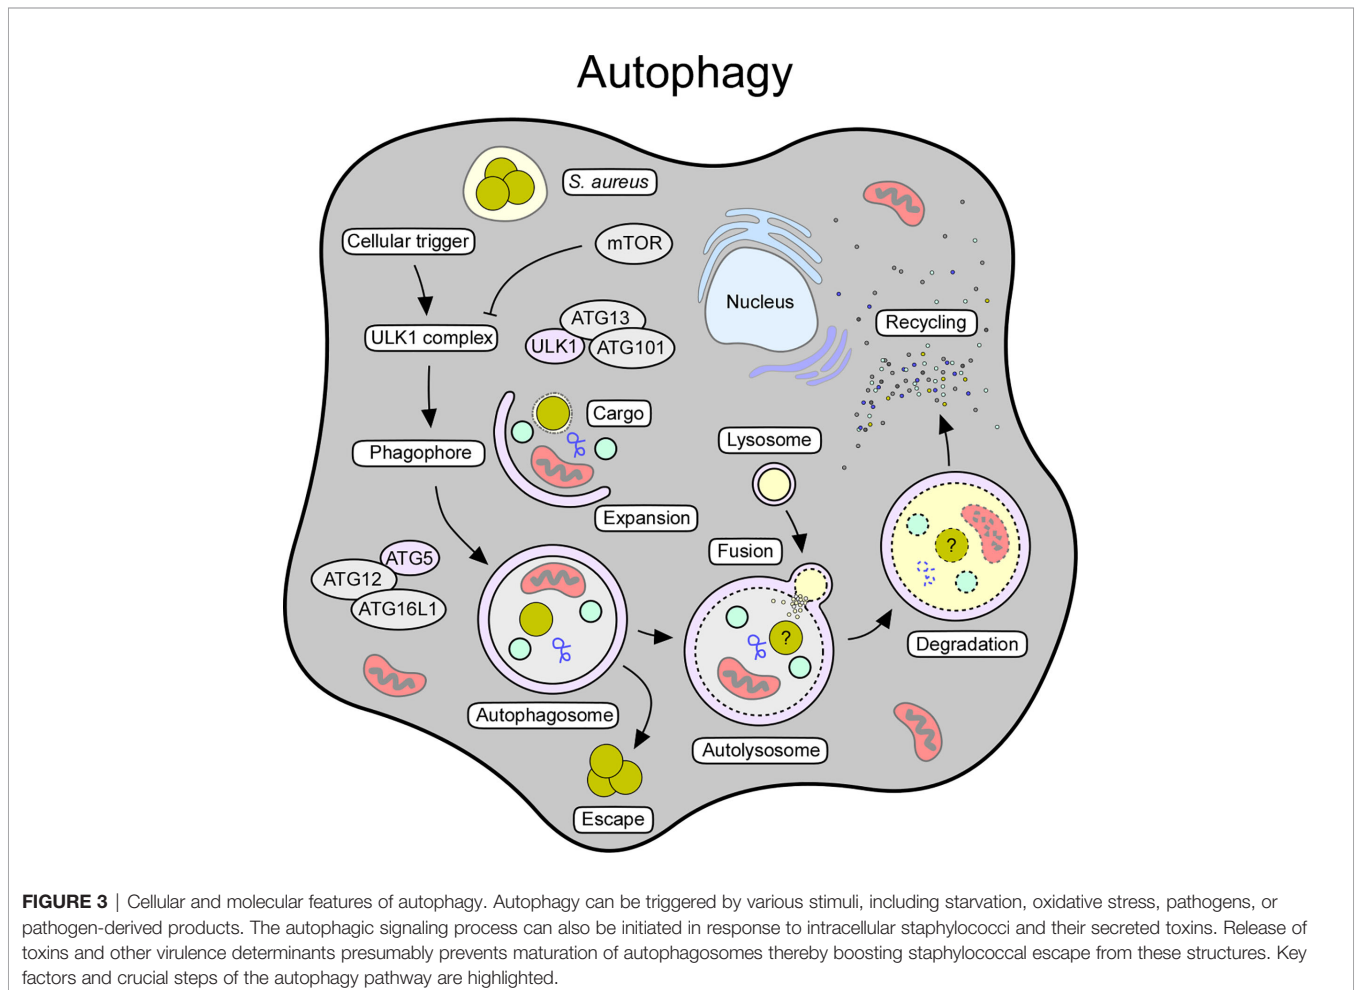 Autophagy
S. aureus
Cellular trigger
mTOR
Nucleus
ATG13
Recycling
ULK1 complex
ULK1
ATG101
Cargo
Lysosome
Phagophore
Expansion
Fusion
?
ATG5
ATG12
ATG16L1
?
Degradation
Autophagosome
Autolysosome
Escape
FIGURE 3 | Cellular and molecular features of autophagy. Autophagy can be triggered by various stimuli, including starvation, oxidative stress, pathogens, or
pathogen-derived products. The autophagic signaling process can also be initiated in response to intracellular staphylococci and their secreted toxins. Release of
toxins and other virulence determinants presumably prevents maturation of autophagosomes thereby boosting staphylococcal escape from these structures. Key
factors and crucial steps of the autophagy pathway are highlighted.